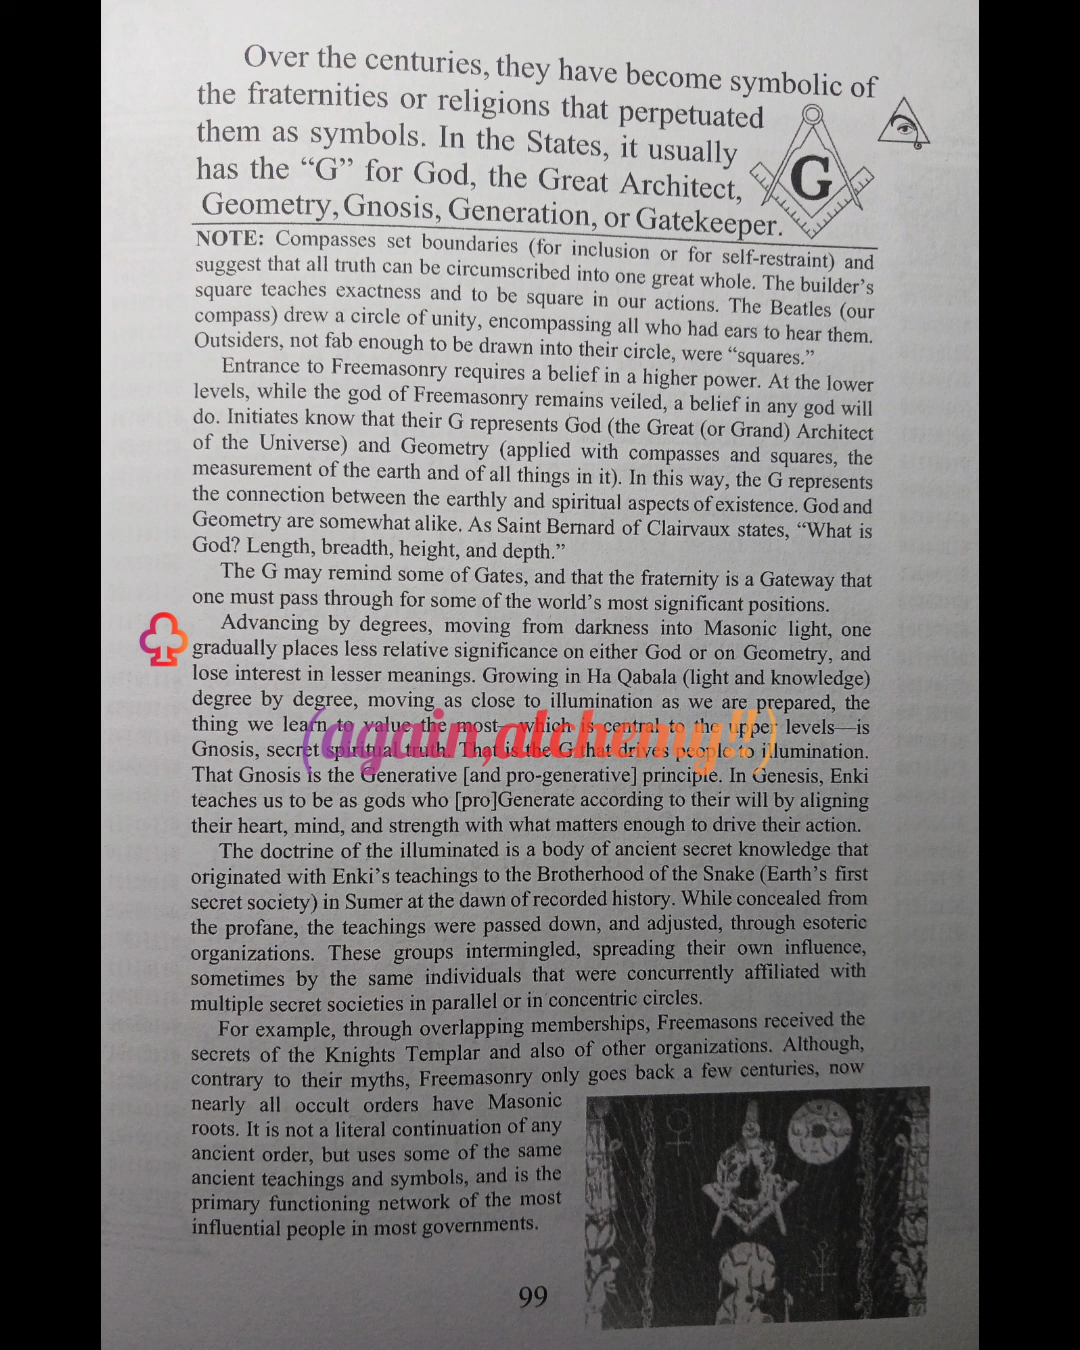 Over the centuries, they have become symbolic of
the fraternities or religions that perpetuated
them as symbols. In the States, it usually
has the “G” for God, the Great Architect,
Geometry, Gnosis, Generation, or Gatekeeper.
G
NOTE: Compasses set boundaries (for inclusion or for self-restraint) and
suggest that all truth can be circumscribed into one great whole. The builder’s
square teaches exactness and to be square in our actions. The Beatles (our
compass) drew a circle of unity, encompassing all who had ears to hear them.
Outsiders, not fab enough to be drawn into their circle, were “squares.”
Entrance to Freemasonry requires a belief in a higher power. At the lower
levels, while the god of Freemasonry remains veiled, a belief in any god will
do. Initiates know that their G represents God (the Great (or Grand) Architect
of the Universe) and Geometry (applied with compasses and squares, the
measurement of the earth and of all things in it). In this way, the G represents
the connection between the earthly and spiritual aspects of existence. God and
Geometry are somewhat alike. As Saint Bernard of Clairvaux states, “What is
God? Length, breadth, height, and depth.”
The G may remind some of Gates, and that the fraternity is a Gateway that
one must pass through for some of the world’s most significant positions.
Advancing by degrees, moving from darkness into Masonic light, one
gradually places less relative significance on either God or on Geometry, and
lose interest in lesser meanings. Growing in Ha Qabala (light and knowledge)
degree by degree, moving as close to illumination as we are prepared, the
thing we learn to value the most—which is central to the upper levels—is
(again,alchemy!!)
Gnosis, secret spiritual truth. That is the G that drives people to illumination.
That Gnosis is the Generative [and pro-generative] principle. In Genesis, Enki
teaches us to be as gods who [pro]Generate according to their will by aligning
their heart, mind, and strength with what matters enough to drive their action.
The doctrine of the illuminated is a body of ancient secret knowledge that
originated with Enki’s teachings to the Brotherhood of the Snake (Earth’s first
secret society) in Sumer at the dawn of recorded history. While concealed from
the profane, the teachings were passed down, and adjusted, through esoteric
organizations. These groups intermingled, spreading their own influence,
sometimes by the same individuals that were concurrently affiliated with
multiple secret societies in parallel or in concentric circles.
For example, through overlapping memberships, Freemasons received the
secrets of the Knights Templar and also of other organizations. Although,
contrary to their myths, Freemasonry only goes back a few centuries, now
nearly all occult orders have Masonic
roots. It is not a literal continuation of any
ancient order, but uses some of the same
ancient teachings and symbols, and is the
primary functioning network of the most
influential people in most governments.
99